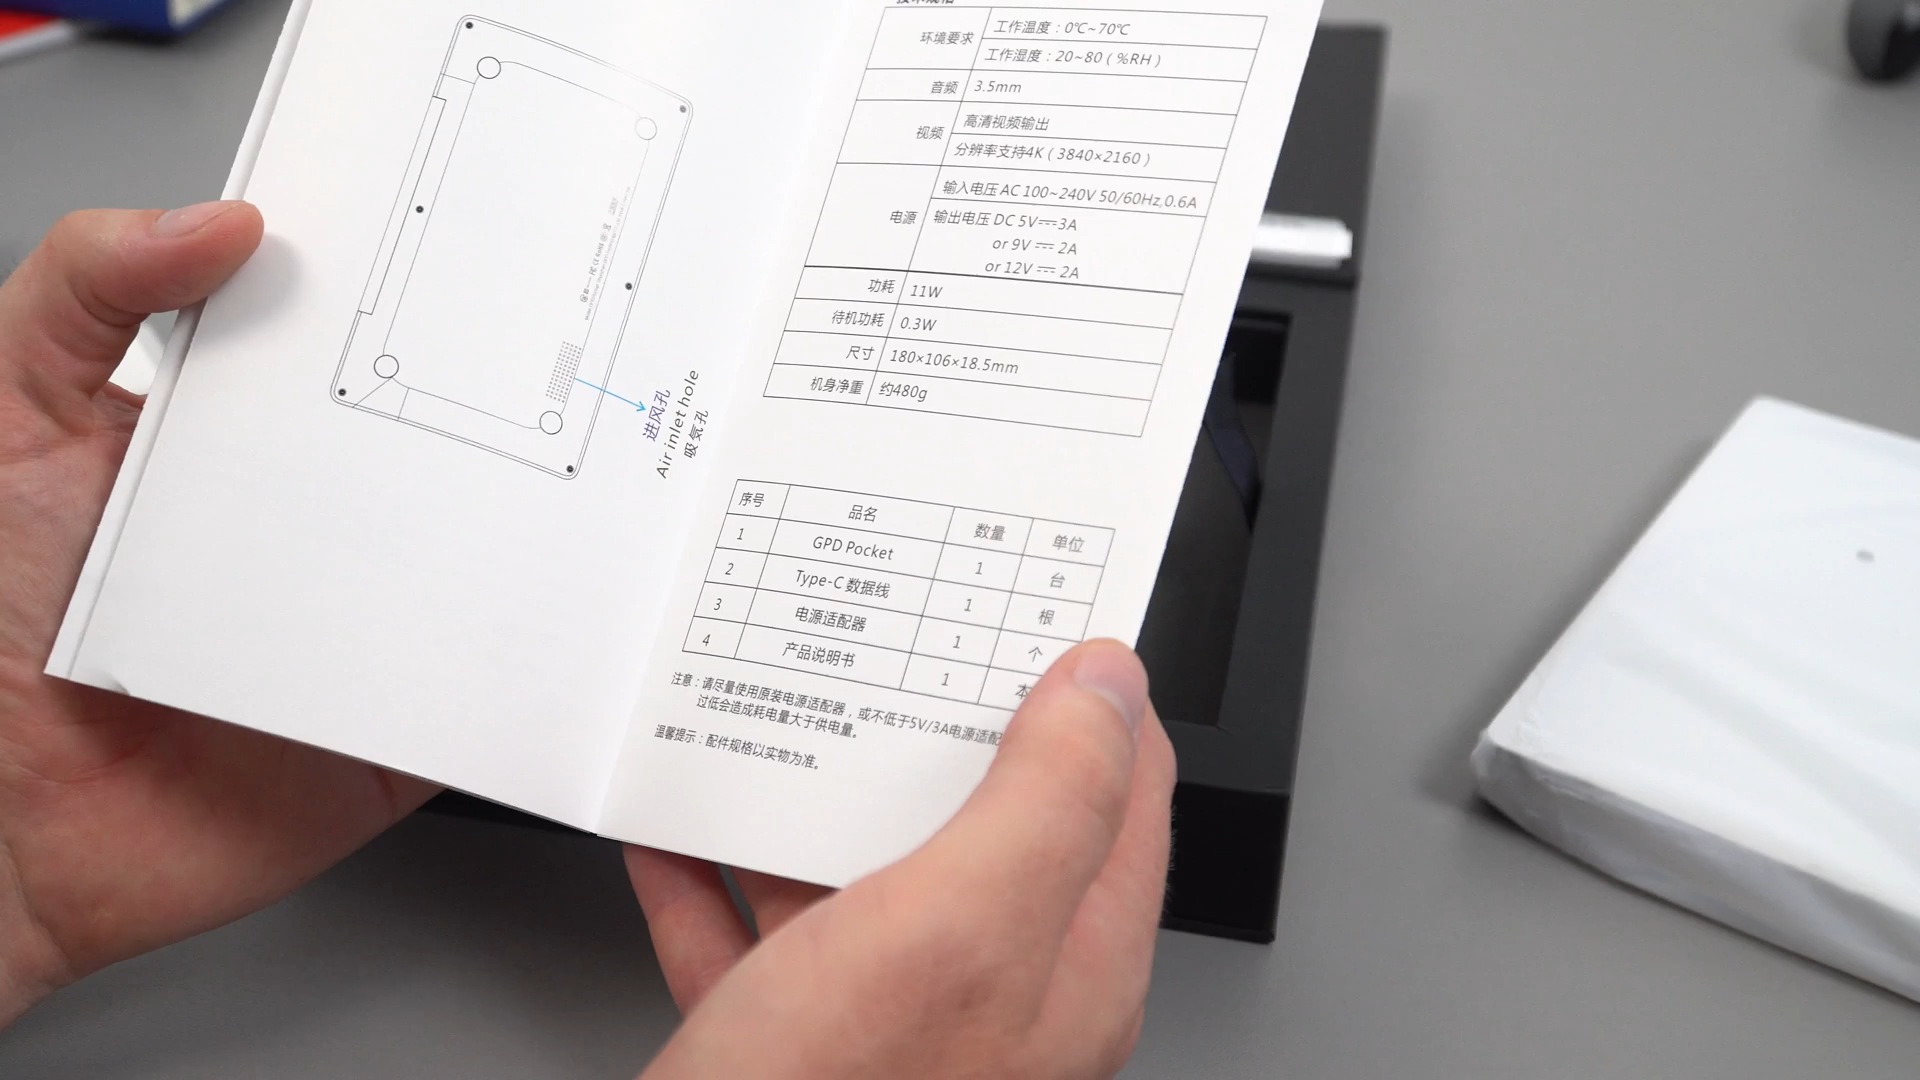 进风孔
Air inlet hole
吸気孔
技术规格
环境要求
工作温度：0℃~70℃
工作湿度：20~80（%RH）
音频
3.5mm
视频
高清视频输出
分辨率支持4K（3840×2160）
电源
输入电压 AC 100~240V 50/60Hz,0.6A
输出电压 DC 5V⎓3A
or 9V ⎓ 2A
or 12V ⎓ 2A
功耗
11W
待机功耗
0.3W
尺寸
180×106×18.5mm
机身净重
约480g
序号 品名 数量 单位
1 GPD Pocket 1 台
2 Type-C 数据线 1 根
3 电源适配器 1 个
4 产品说明书 1 本
注意：请尽量使用原装电源适配器，或不低于5V/3A电源适配
过低会造成耗电量大于供电量。
温馨提示：配件规格以实物为准。